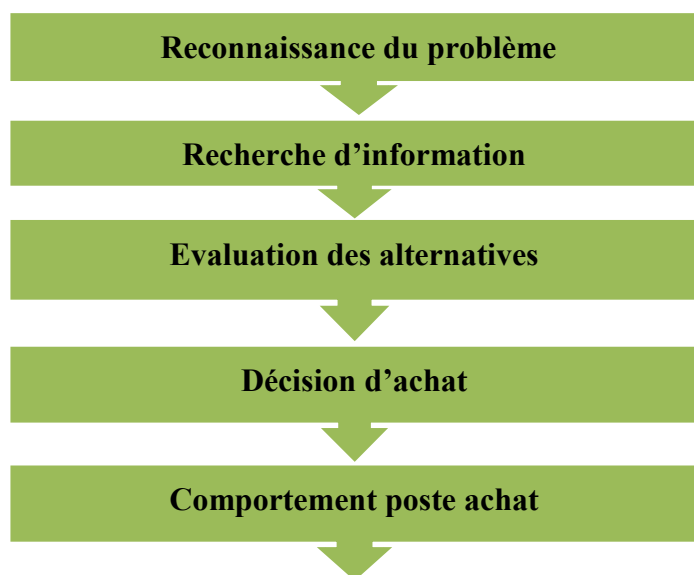 Reconnaissance du problème
Recherche d’information
Evaluation des alternatives
Décision d’achat
Comportement poste achat